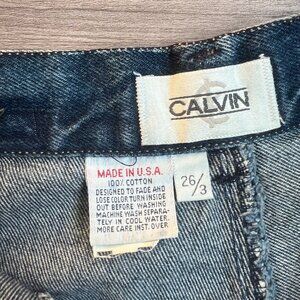 CALVIN
MADE IN U.S.A.
100% COTTON
DESIGNED TO FADE AND
LOSE COLOR TURN INSIDE
OUT BEFORE WASHING
MACHINE WASH SEPARA-
TELY IN COOL WATER.
MORE CARE INST. OVER
26/
3